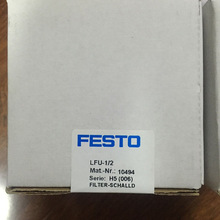 FESTO
LFU-1/2
Mat.-Nr.: 10494
Serie: H5 (006)
FILTER-SCHALLD